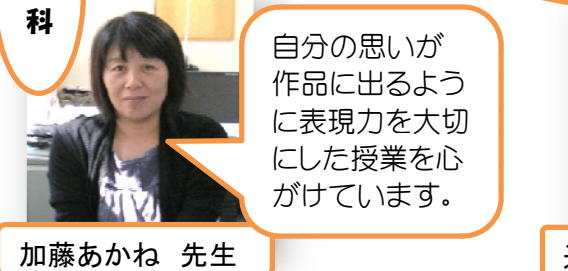 科
自分の思いが
作品に出るよう
に表現力を大切
にした授業を心
がけています。
加藤あかね 先生